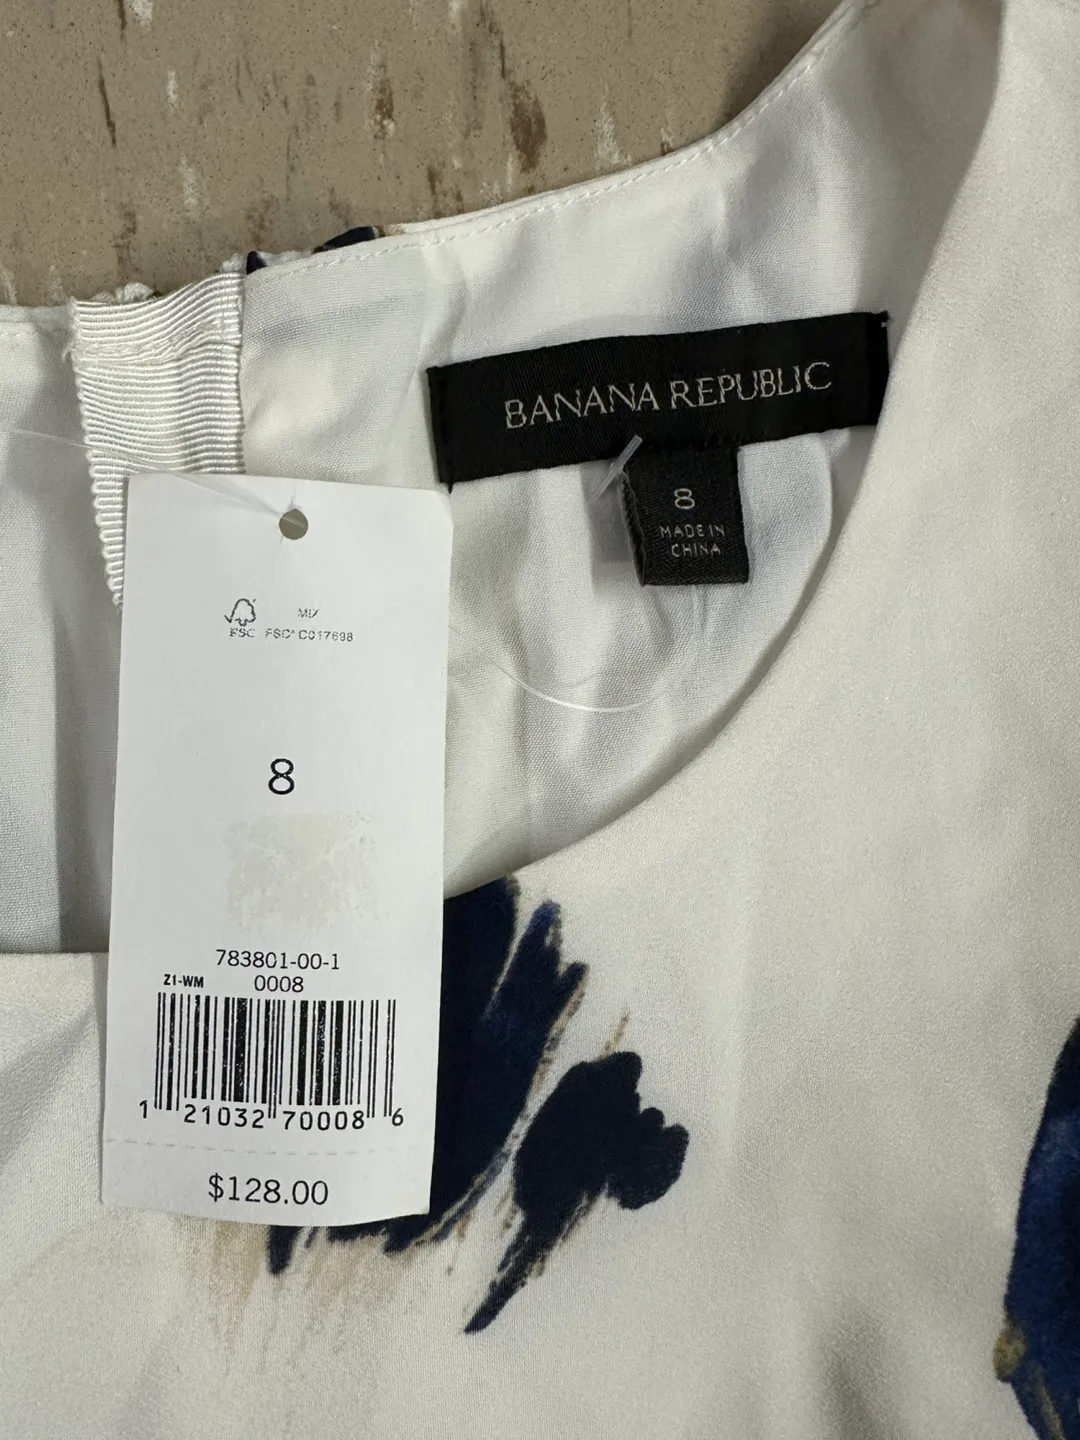 BANANA REPUBLIC
8
MADE IN
CHINA
MIX
FSC FSC® C017698
8
783801-00-1
Z1-WM 0008
1 21032 70008 6
$128.00